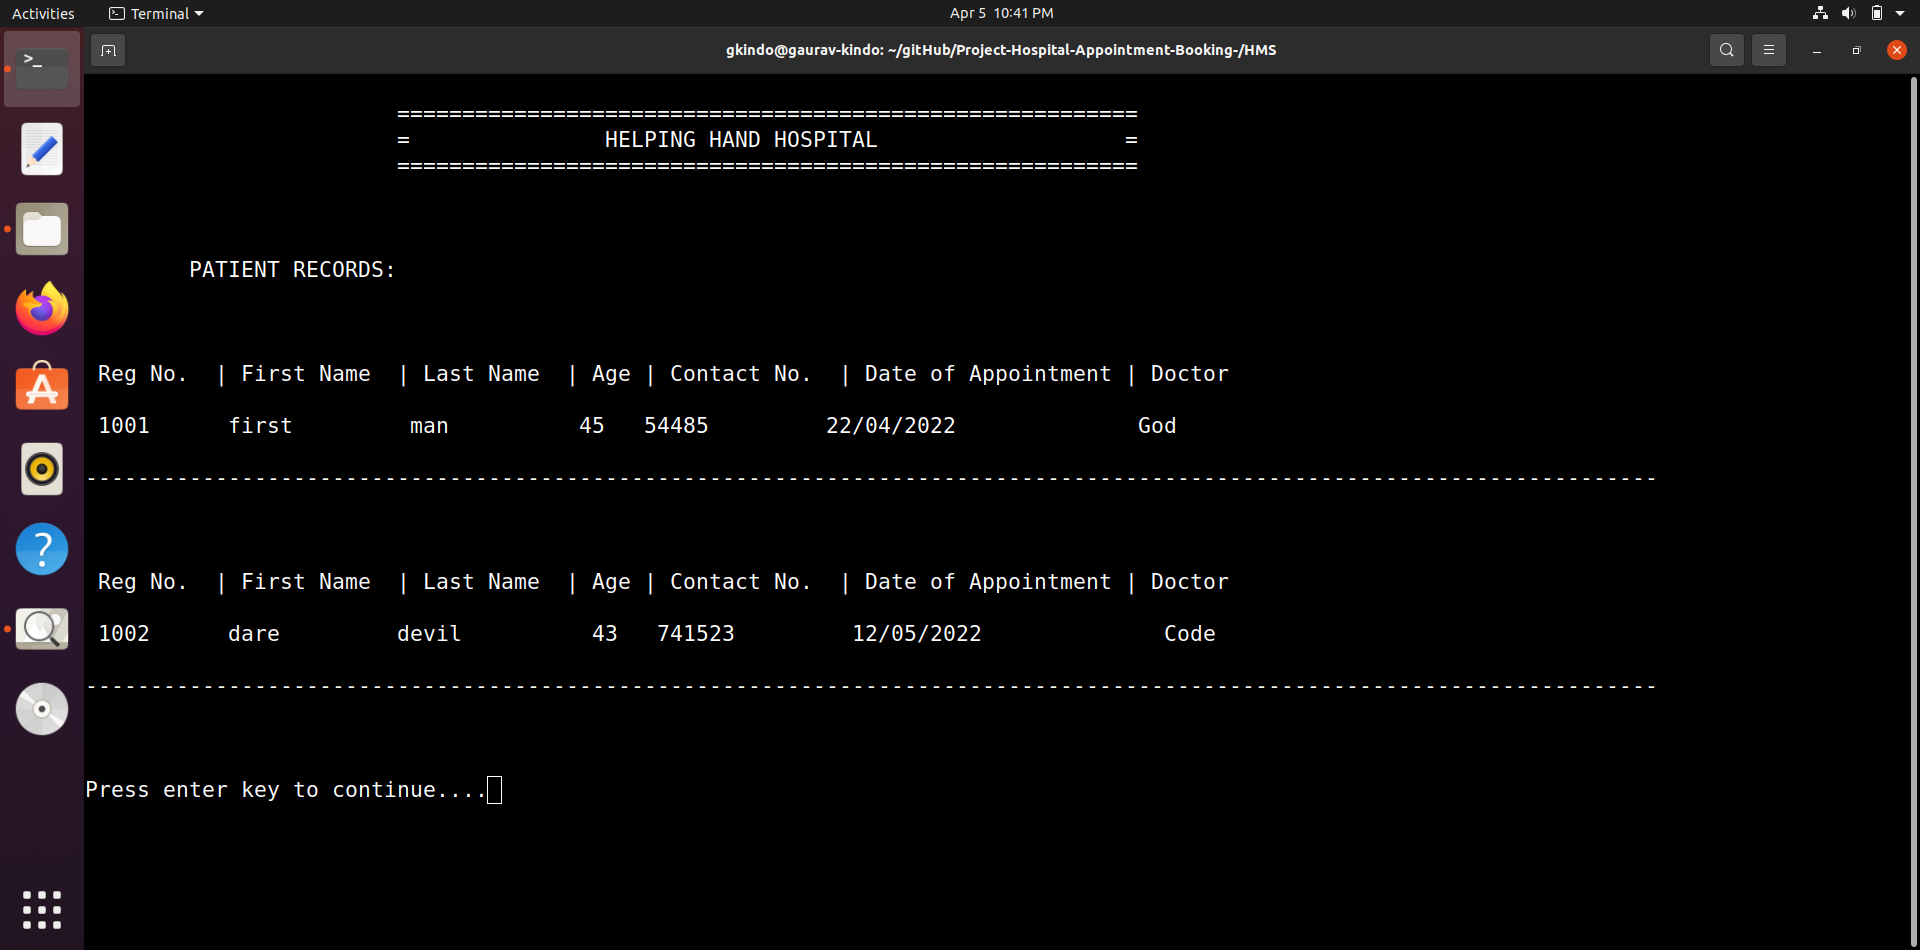 Activities Terminal Apr 5 10:41 PM
gkindo@gaurav-kindo: ~/gitHub/Project-Hospital-Appointment-Booking-/HMS
=========================================================
= HELPING HAND HOSPITAL =
=========================================================
PATIENT RECORDS:
Reg No. | First Name | Last Name | Age | Contact No. | Date of Appointment | Doctor
1001 first man 45 54485 22/04/2022 God
-------------------------------------------------------------------------------------------------------------------------
Reg No. | First Name | Last Name | Age | Contact No. | Date of Appointment | Doctor
1002 dare devil 43 741523 12/05/2022 Code
-------------------------------------------------------------------------------------------------------------------------
Press enter key to continue....